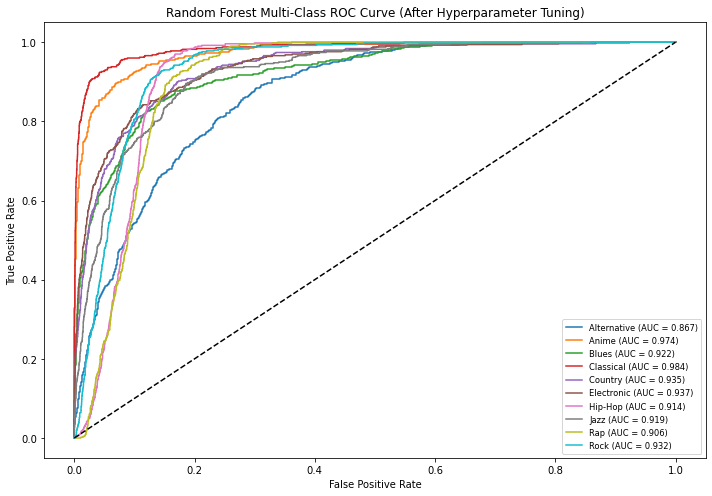 Random Forest Multi-Class ROC Curve (After Hyperparameter Tuning)
1.0
0.8
0.6
0.4
0.2
0.0
True Positive Rate
0.0 0.2 0.4 0.6 0.8 1.0
False Positive Rate
Alternative (AUC = 0.867)
Anime (AUC = 0.974)
Blues (AUC = 0.922)
Classical (AUC = 0.984)
Country (AUC = 0.935)
Electronic (AUC = 0.937)
Hip-Hop (AUC = 0.914)
Jazz (AUC = 0.919)
Rap (AUC = 0.906)
Rock (AUC = 0.932)